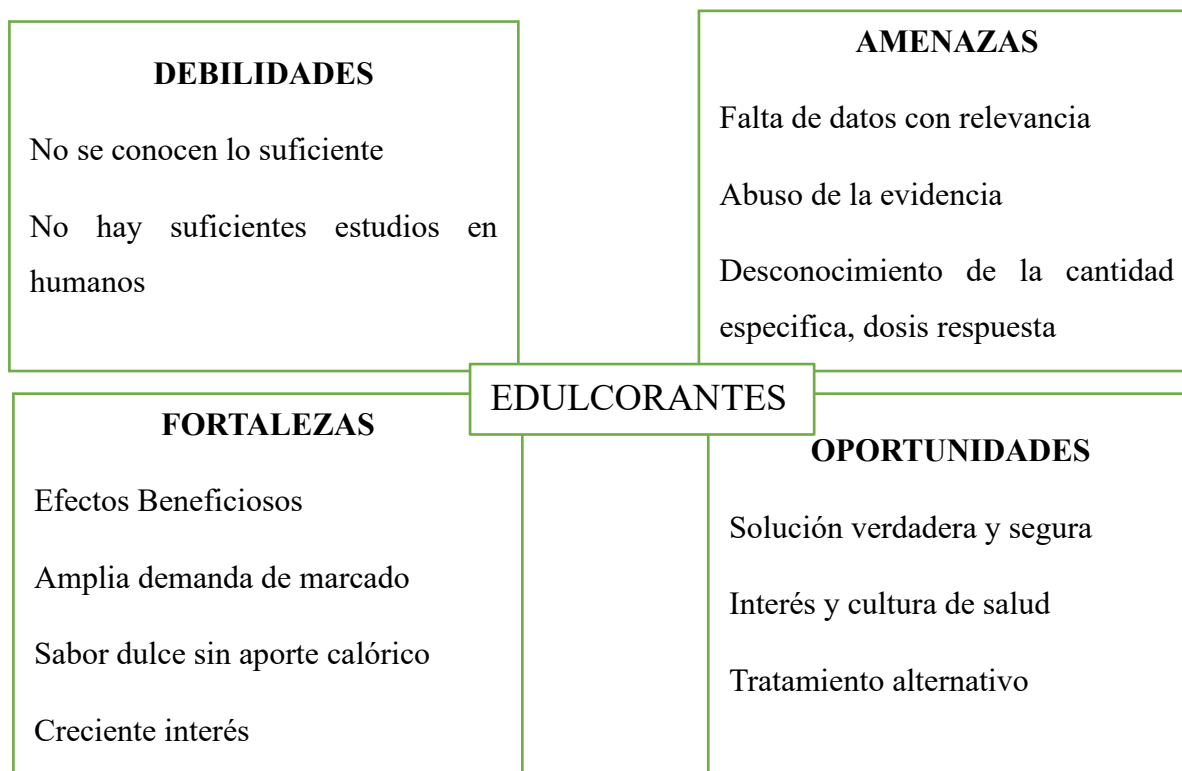 DEBILIDADES
No se conocen lo suficiente
No hay suficientes estudios en
humanos
AMENAZAS
Falta de datos con relevancia
Abuso de la evidencia
Desconocimiento de la cantidad
especifica, dosis respuesta
EDULCORANTES
FORTALEZAS
Efectos Beneficiosos
Amplia demanda de marcado
Sabor dulce sin aporte calórico
Creciente interés
OPORTUNIDADES
Solución verdadera y segura
Interés y cultura de salud
Tratamiento alternativo